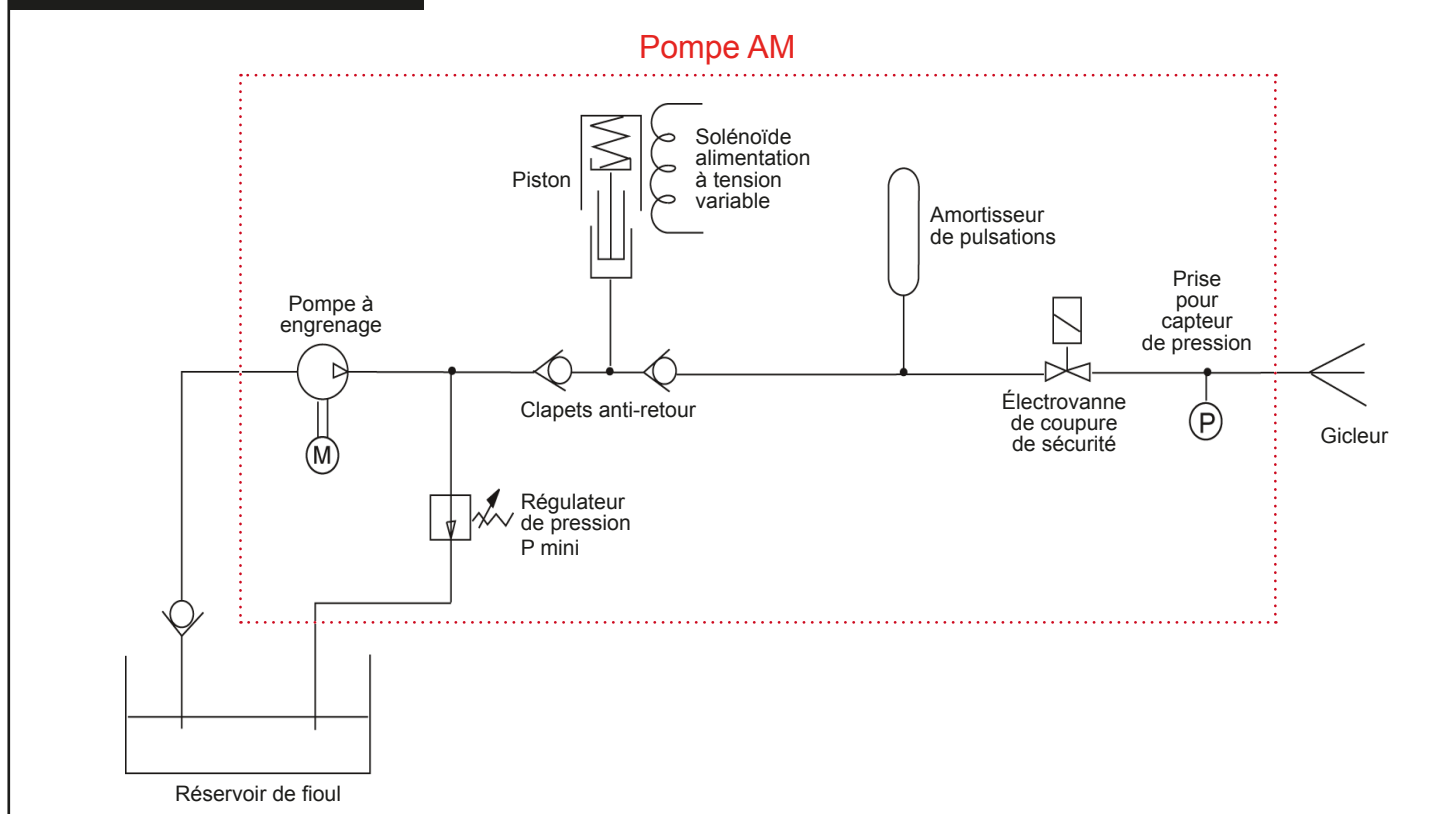 Pompe AM
Piston
Solénoïde
alimentation
à tension
variable
Amortisseur
de pulsations
Prise
pour
capteur
de pression
Pompe à
engrenage
M
Clapets anti-retour
Électrovanne
de coupure
de sécurité
P
Gicleur
Régulateur
de pression
P mini
Réservoir de fioul